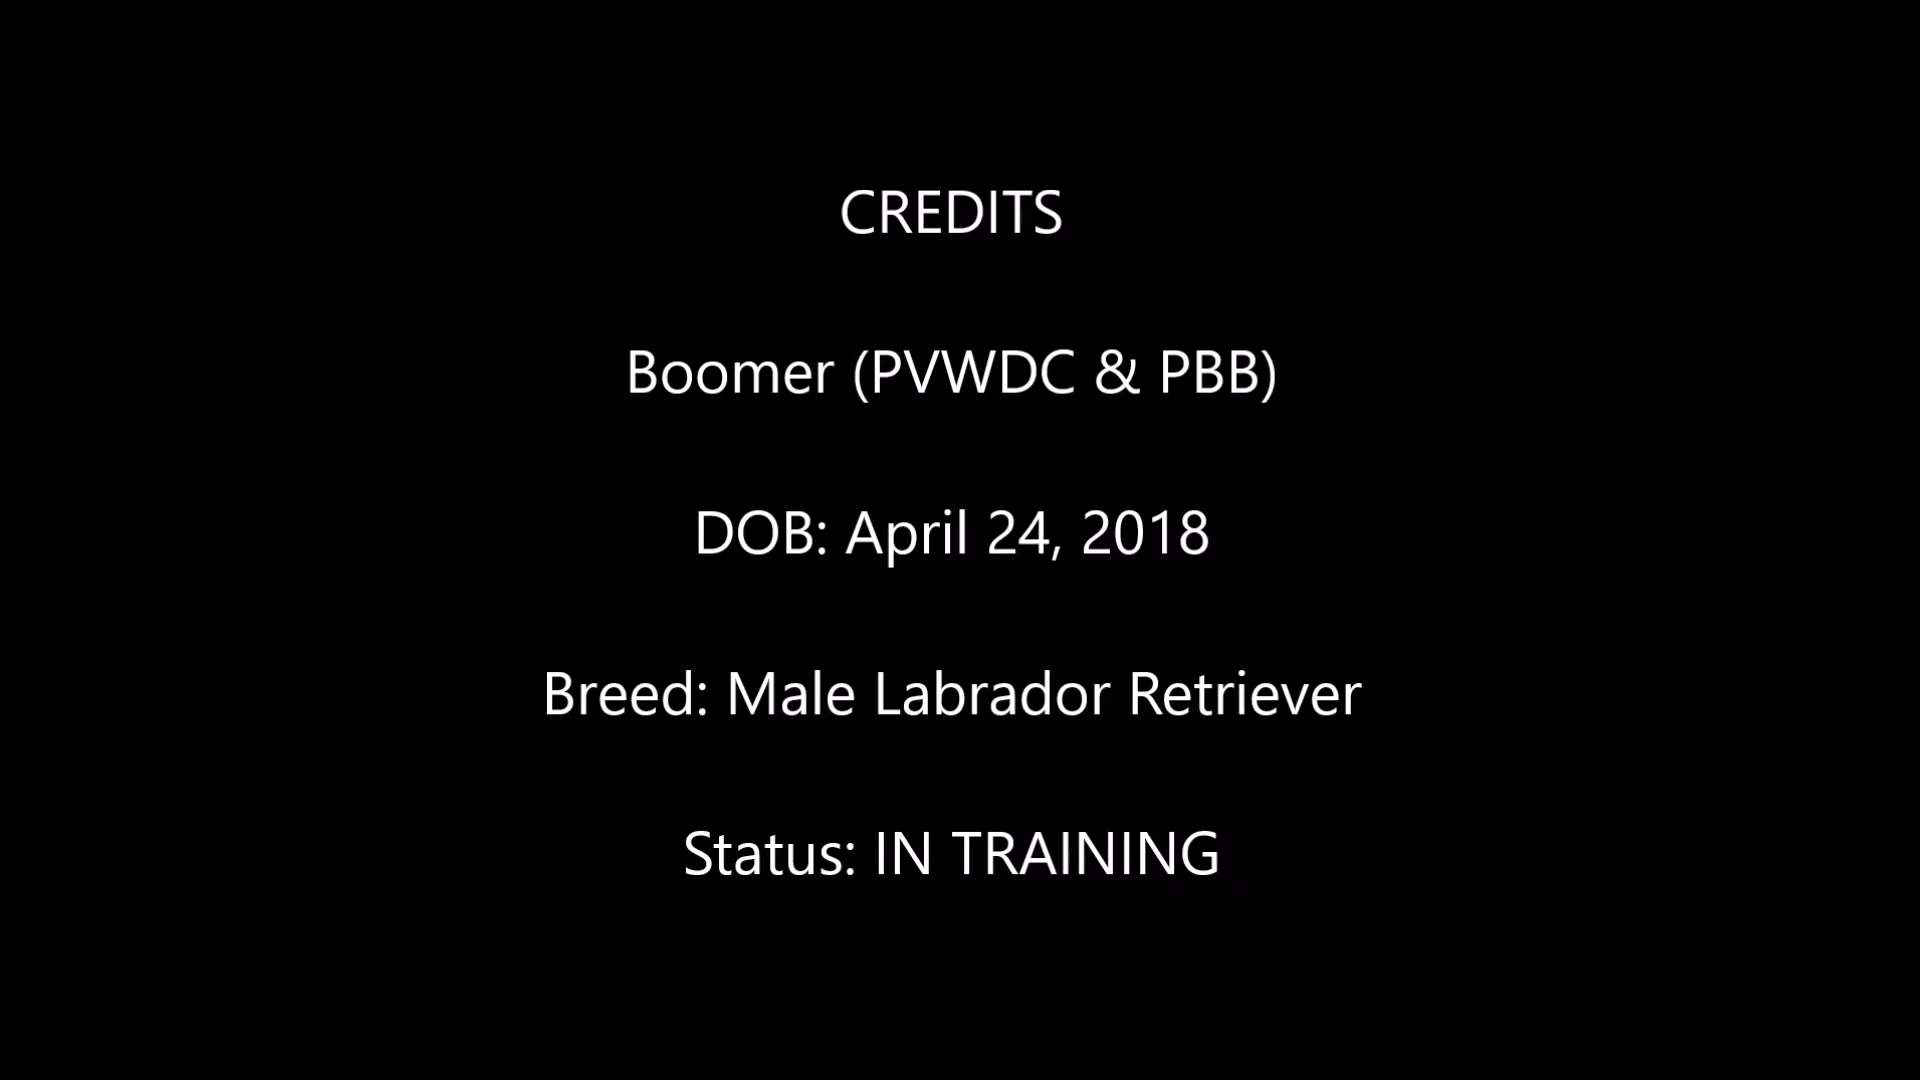 CREDITS
Boomer (PVWDC & PBB)
DOB: April 24, 2018
Breed: Male Labrador Retriever
Status: IN TRAINING